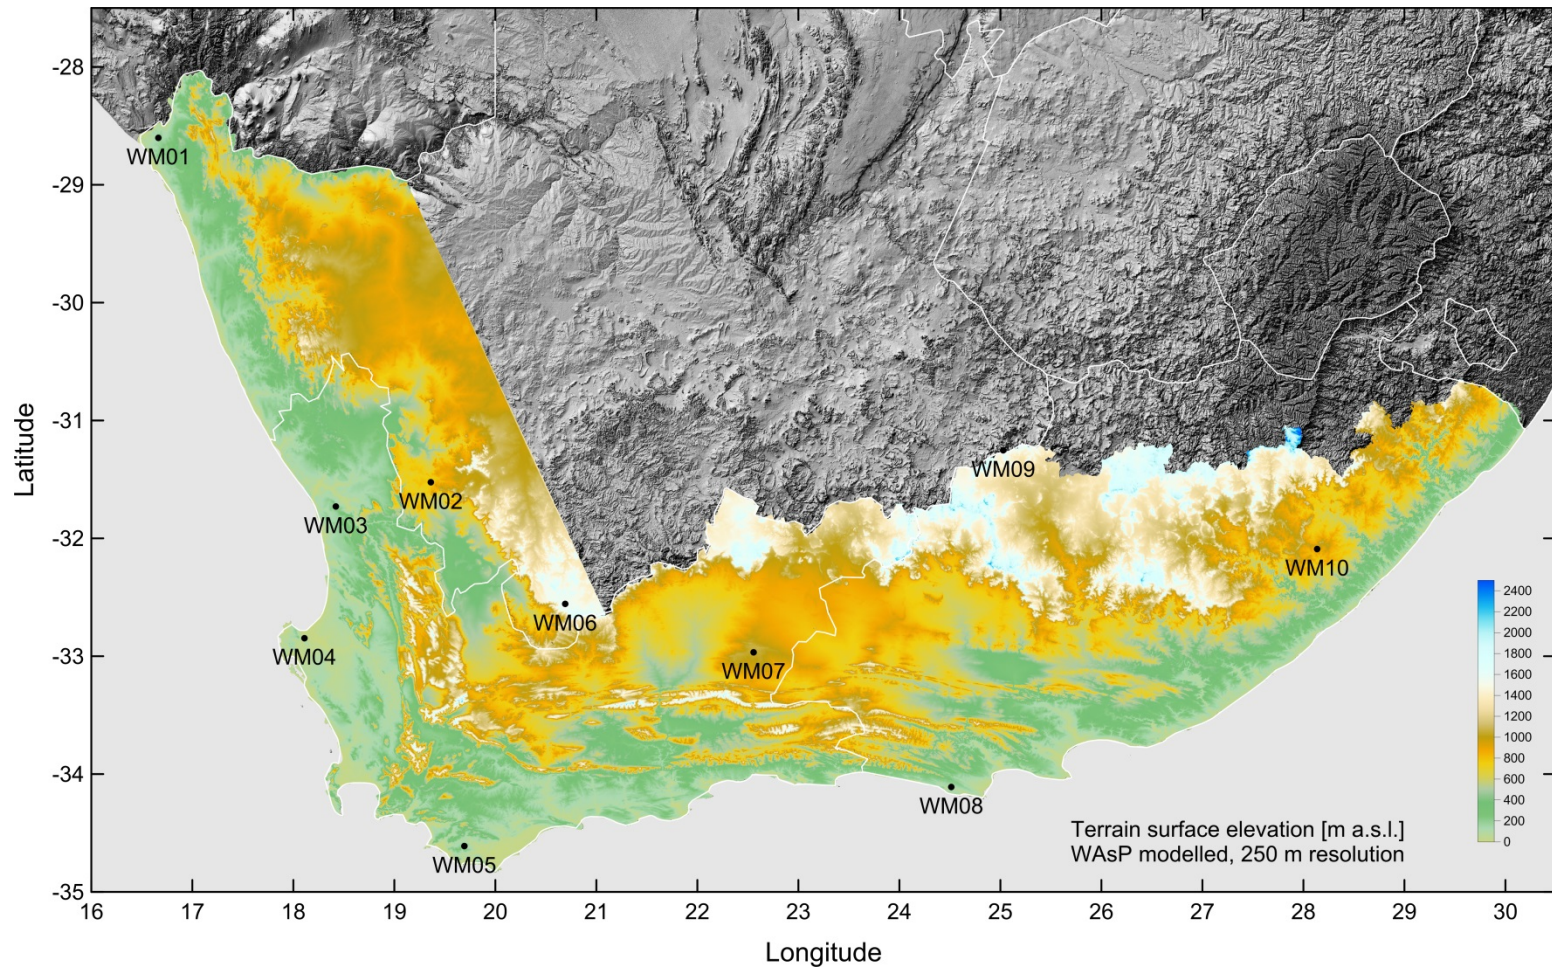 -28
-29
-30
-31
-32
-33
-34
-35
Latitude
WM01
WM02
WM03
WM04
WM05
WM06
WM07
WM08
WM09
WM10
2400
2200
2000
1800
1600
1400
1200
1000
800
600
400
200
0
Terrain surface elevation [m a.s.l.]
WAsP modelled, 250 m resolution
16 17 18 19 20 21 22 23 24 25 26 27 28 29 30
Longitude